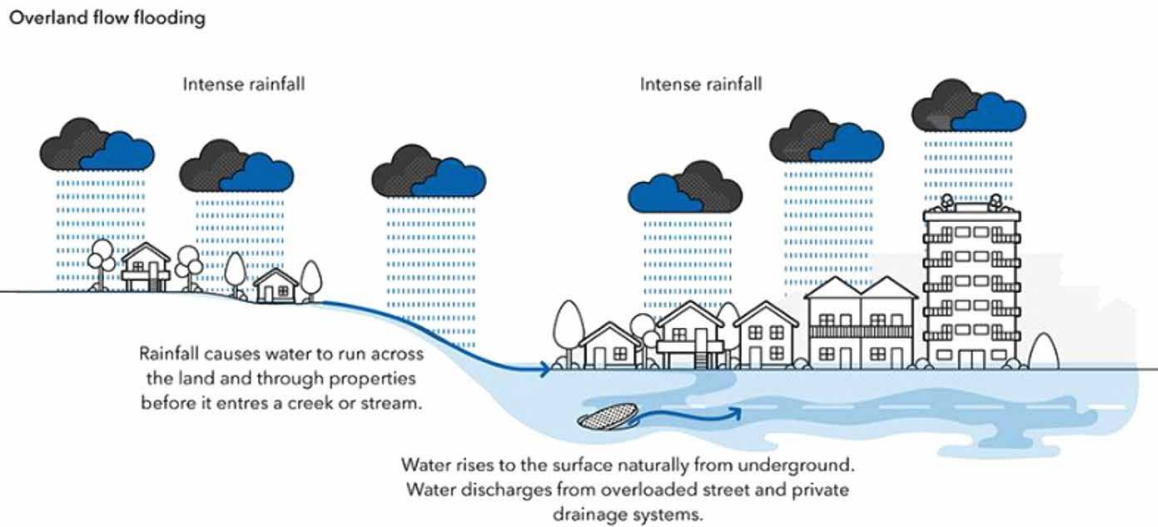 Overland flow flooding
Intense rainfall
Intense rainfall
Rainfall causes water to run across
the land and through properties
before it entres a creek or stream.
Water rises to the surface naturally from underground.
Water discharges from overloaded street and private
drainage systems.